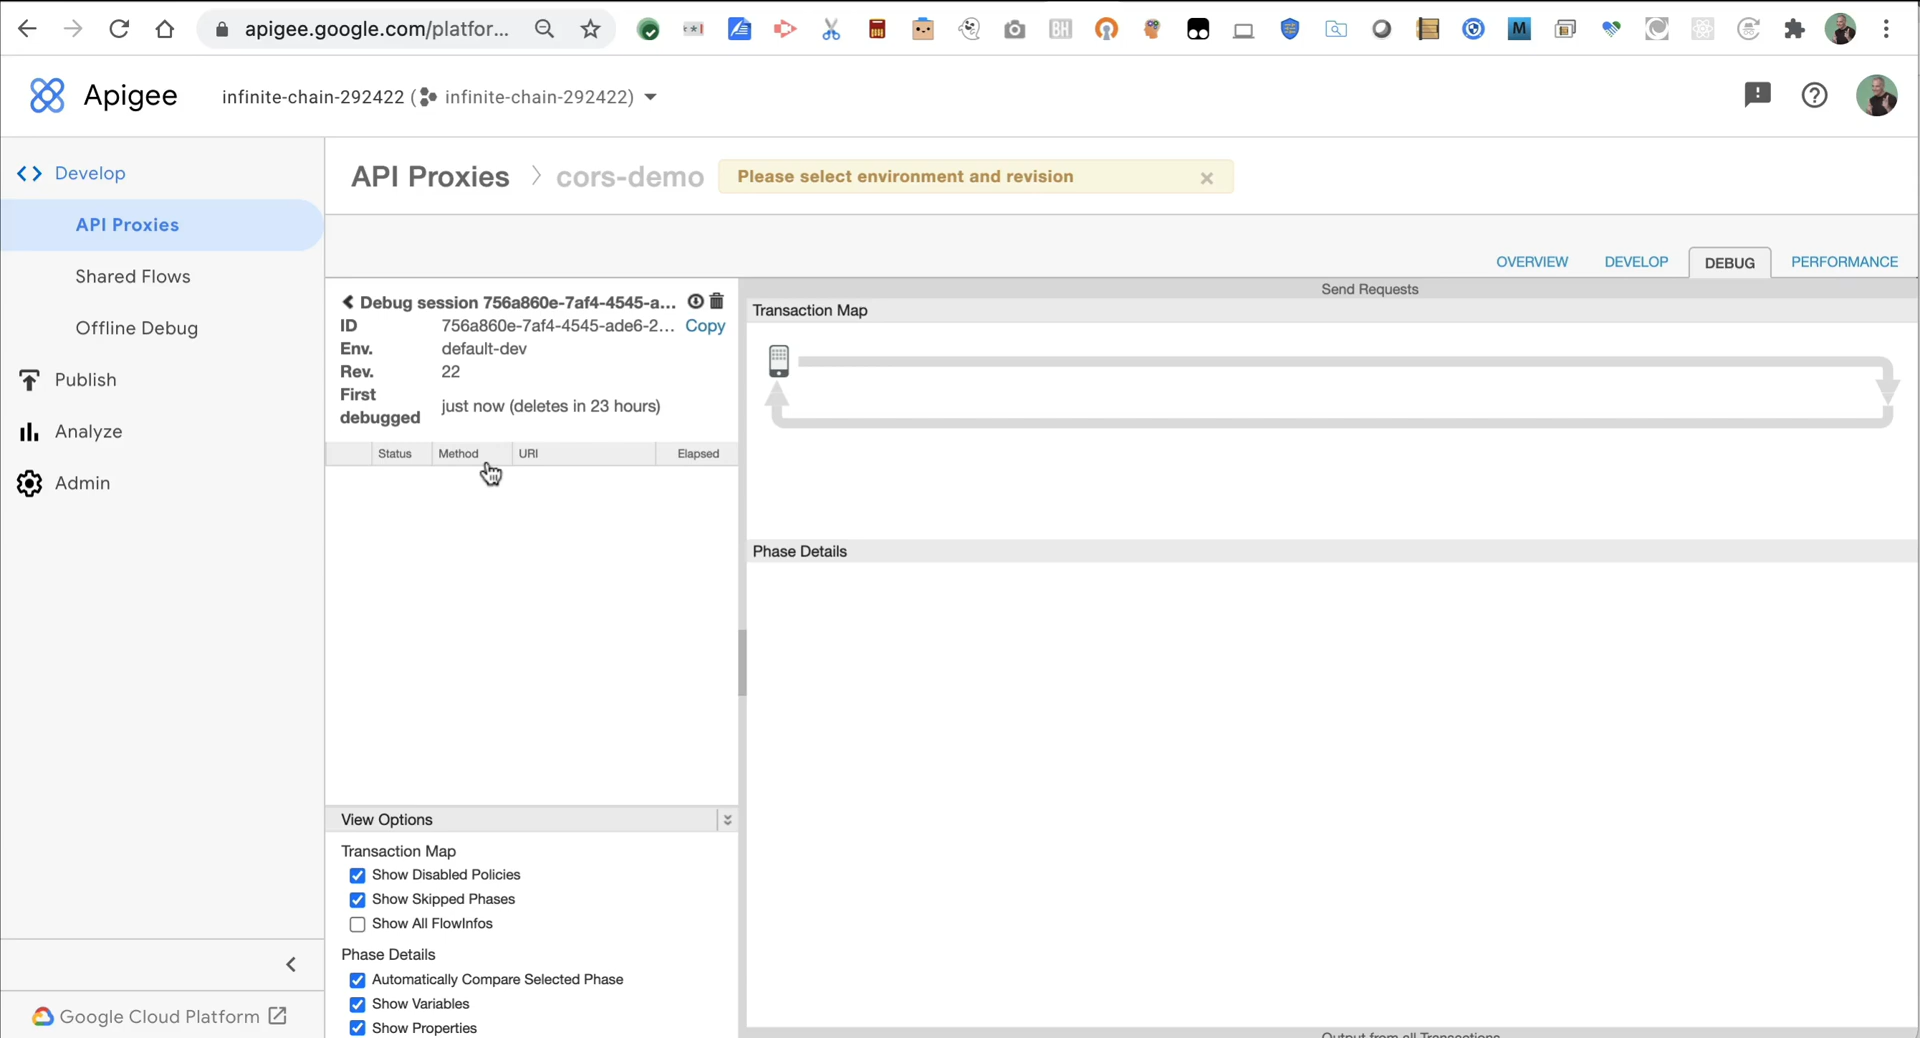 apigee.google.com/platfor...
Apigee
infinite-chain-292422 ( infinite-chain-292422)
Develop
API Proxies
Shared Flows
Offline Debug
Publish
Analyze
Admin
Google Cloud Platform
API Proxies
cors-demo
Please select environment and revision
OVERVIEW
DEVELOP
DEBUG
PERFORMANCE
Debug session 756a860e-7af4-4545-a...
ID 756a860e-7af4-4545-ade6-2... Copy
Env. default-dev
Rev. 22
First debugged just now (deletes in 23 hours)
Status Method URI Elapsed
View Options
Transaction Map
Show Disabled Policies
Show Skipped Phases
Show All FlowInfos
Phase Details
Automatically Compare Selected Phase
Show Variables
Show Properties
Send Requests
Transaction Map
Phase Details
Output from all Transactions